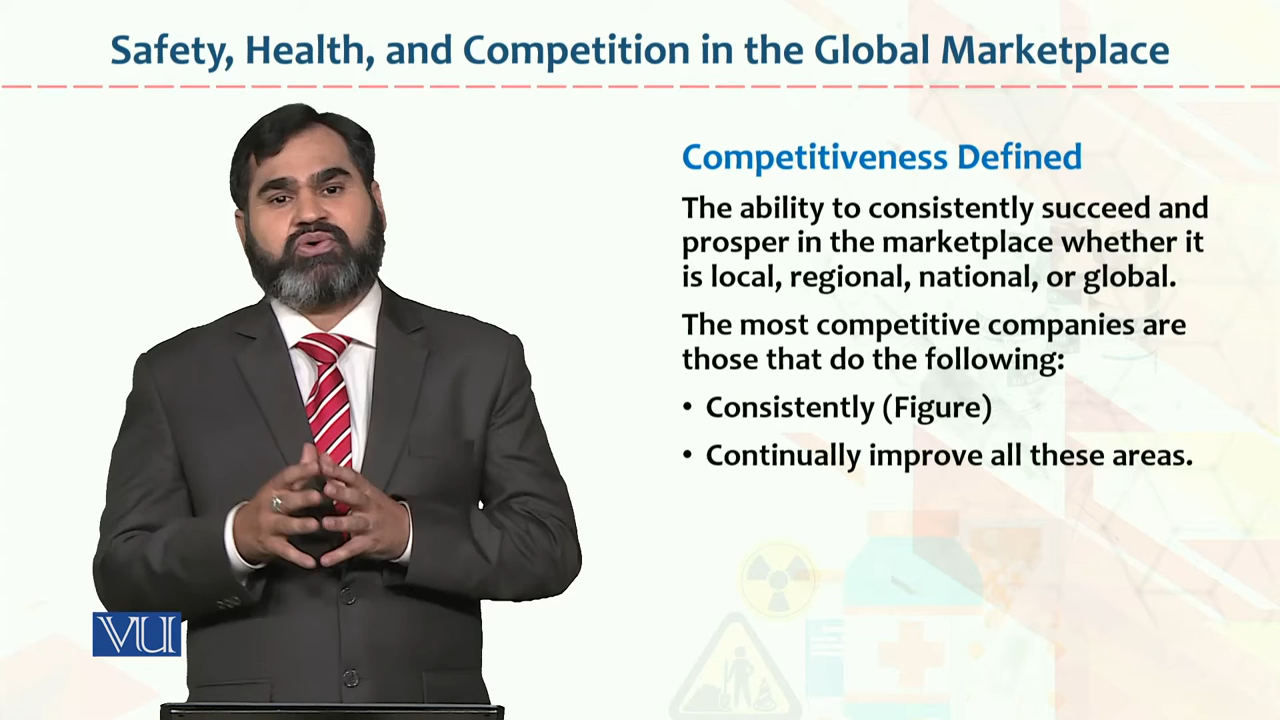 Safety, Health, and Competition in the Global Marketplace
Competitiveness Defined
The ability to consistently succeed and
prosper in the marketplace whether it
is local, regional, national, or global.
The most competitive companies are
those that do the following:
• Consistently (Figure)
• Continually improve all these areas.
VU